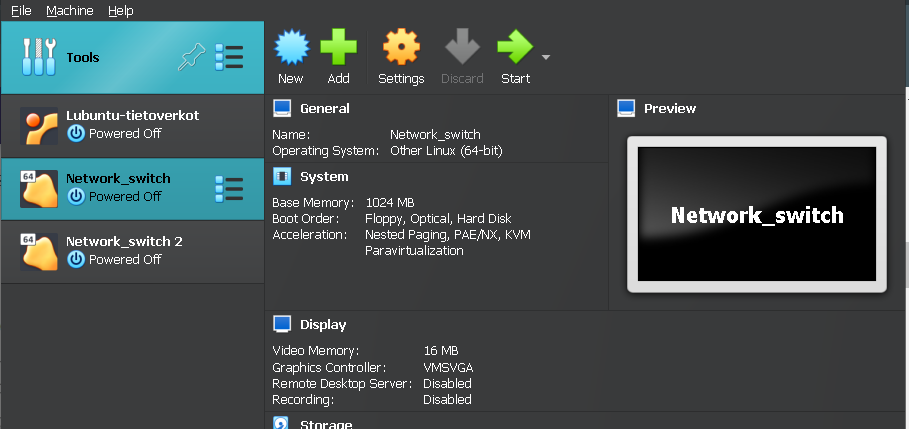 File Machine Help
Tools
New Add Settings Discard Start
Lubuntu-tietoverkot
Powered Off
64
Network_switch
Powered Off
64
Network_switch 2
Powered Off
General
Name: Network_switch
Operating System: Other Linux (64-bit)
System
Base Memory: 1024 MB
Boot Order: Floppy, Optical, Hard Disk
Acceleration: Nested Paging, PAE/NX, KVM
Paravirtualization
Preview
Network_switch
Display
Video Memory: 16 MB
Graphics Controller: VMSVGA
Remote Desktop Server: Disabled
Recording: Disabled
Storage